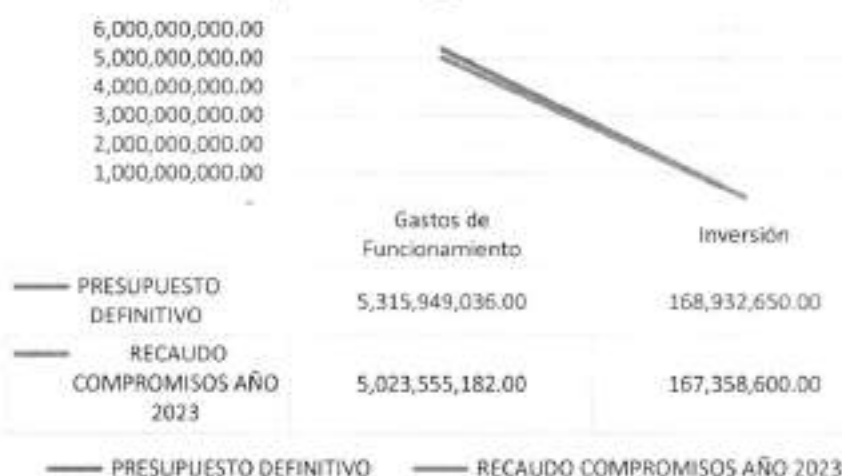 6,000,000,000.00
5,000,000,000.00
4,000,000,000.00
3,000,000,000.00
2,000,000,000.00
1,000,000,000.00
-
Gastos de
Funcionamiento
Inversión
PRESUPUESTO
DEFINITIVO
5,315,949,036.00
168,932,650.00
RECAUDO
COMPROMISOS AÑO
2023
5,023,555,182.00
167,358,600.00
PRESUPUESTO DEFINITIVO
RECAUDO COMPROMISOS AÑO 2023